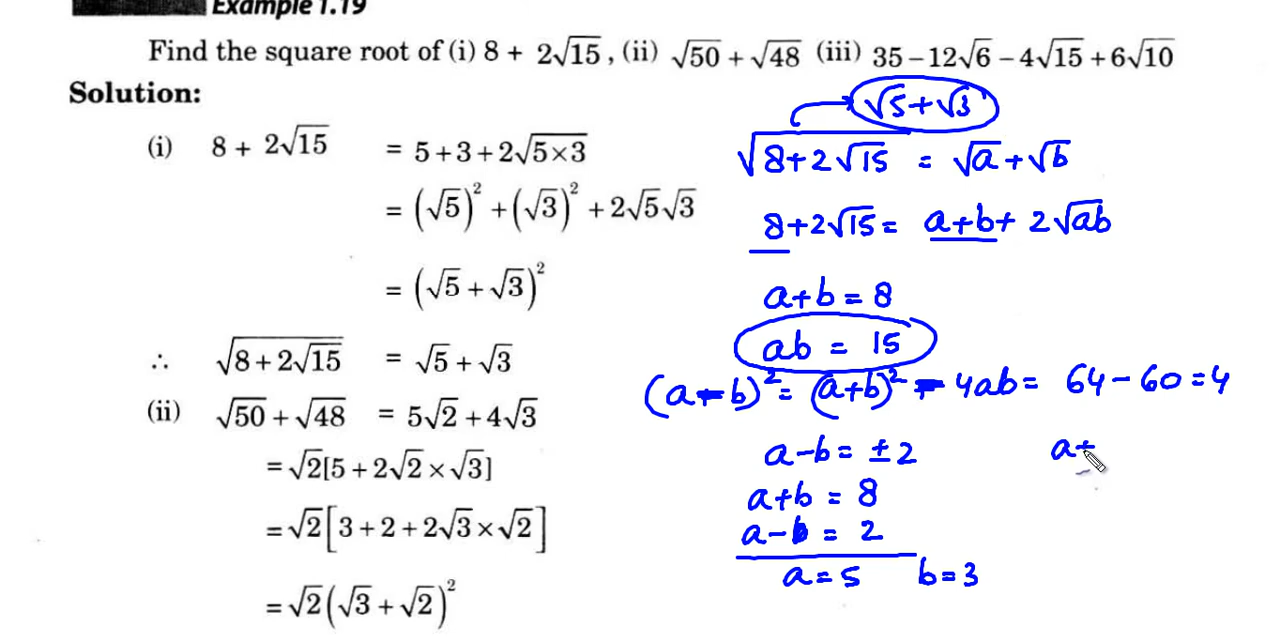 Example 1.19
Find the square root of (i) 8 + 2√15, (ii) √50 + √48 (iii) 35 − 12√6 − 4√15 + 6√10
Solution:
(i) 8 + 2√15 = 5 + 3 + 2√(5×3)
= (√5)² + (√3)² + 2√5√3
= (√5 + √3)²
∴ √(8 + 2√15) = √5 + √3
(ii) √50 + √48 = 5√2 + 4√3
= √2[5 + 2√2 × √3]
= √2[3 + 2 + 2√3 × √2]
= √2(√3 + √2)²
√5 + √3
√(8 + 2√15) = √a + √b
8 + 2√15 = a + b + 2√ab
a + b = 8
ab = 15
(a − b)² = (a + b)² − 4ab = 64 − 60 = 4
a − b = ± 2
a + b = 8
a − b = 2
a = 5 b = 3
a +